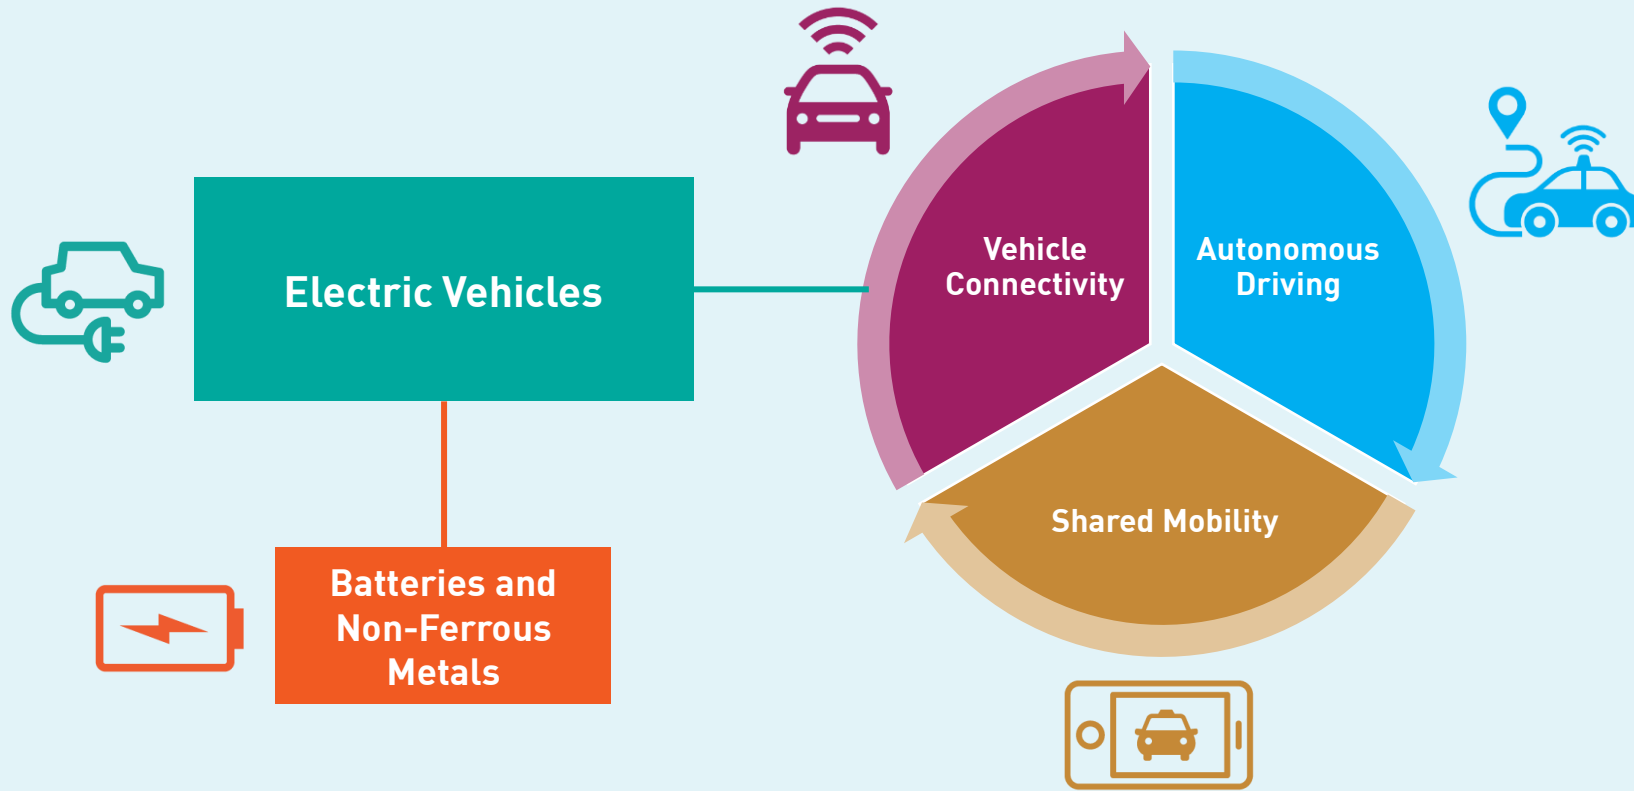 Electric Vehicles
Batteries and
Non-Ferrous
Metals
Vehicle
Connectivity
Autonomous
Driving
Shared Mobility